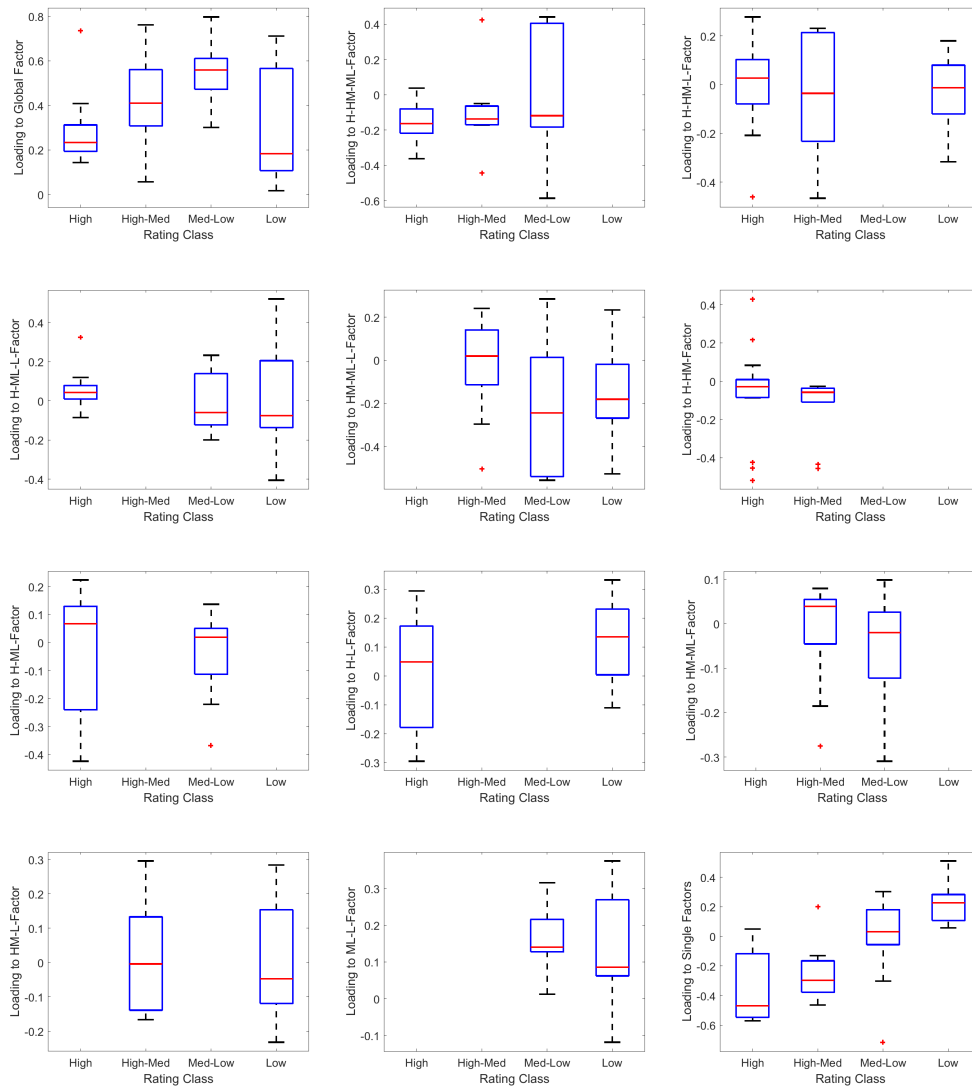 Loading to Global Factor
0.8
0.6
0.4
0.2
0
High High-Med Med-Low Low
Rating Class
Loading to H-HM-ML-Factor
0.4
0.2
0
-0.2
-0.4
-0.6
High High-Med Med-Low Low
Rating Class
Loading to H-HM-L-Factor
0.2
0
-0.2
-0.4
High High-Med Med-Low Low
Rating Class
Loading to H-ML-L-Factor
0.4
0.2
0
-0.2
-0.4
High High-Med Med-Low Low
Rating Class
Loading to HM-ML-L-Factor
0.2
0
-0.2
-0.4
High High-Med Med-Low Low
Rating Class
Loading to H-HM-Factor
0.4
0.2
0
-0.2
-0.4
High High-Med Med-Low Low
Rating Class
Loading to H-ML-Factor
0.2
0.1
0
-0.1
-0.2
-0.3
-0.4
High High-Med Med-Low Low
Rating Class
Loading to H-L-Factor
0.3
0.2
0.1
0
-0.1
-0.2
-0.3
High High-Med Med-Low Low
Rating Class
Loading to HM-ML-Factor
0.1
0
-0.1
-0.2
-0.3
High High-Med Med-Low Low
Rating Class
Loading to HM-L-Factor
0.3
0.2
0.1
0
-0.1
-0.2
High High-Med Med-Low Low
Rating Class
Loading to ML-L-Factor
0.3
0.2
0.1
0
-0.1
High High-Med Med-Low Low
Rating Class
Loading to Single Factors
0.4
0.2
0
-0.2
-0.4
-0.6
High High-Med Med-Low Low
Rating Class